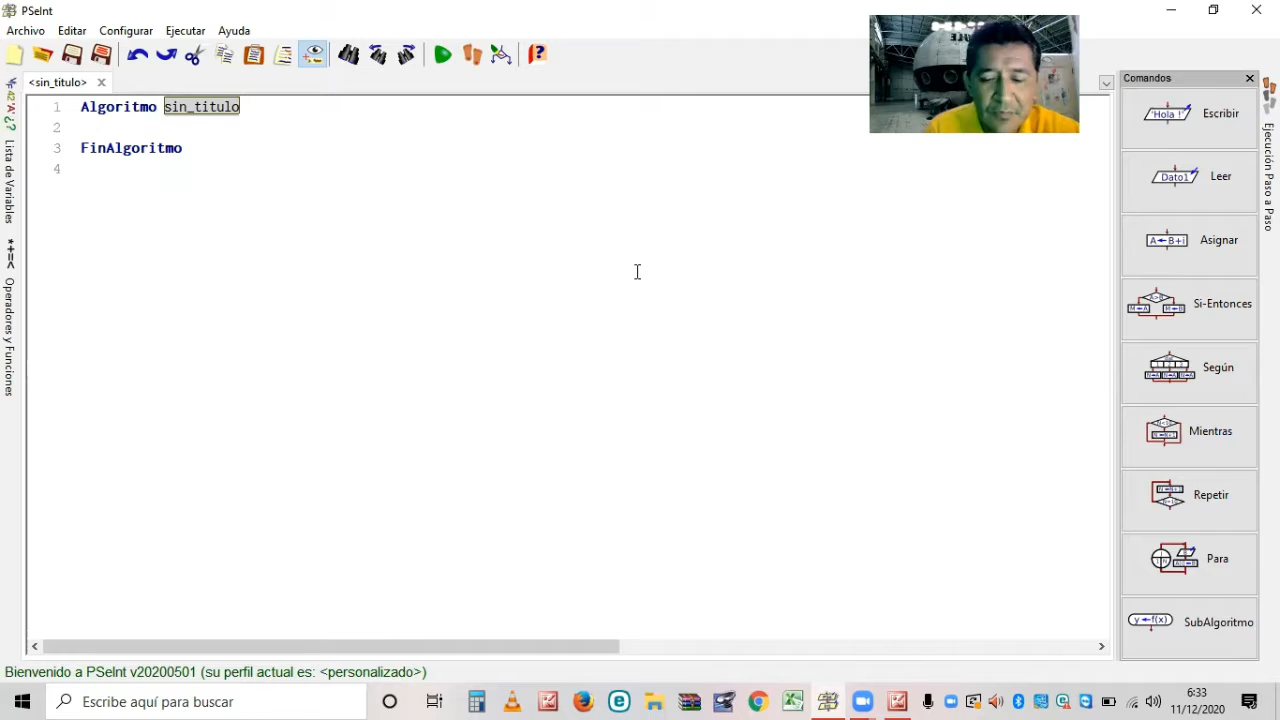 PSeInt
Archivo Editar Configurar Ejecutar Ayuda
<sin_titulo>
1 Algoritmo sin_titulo
2
3 FinAlgoritmo
4
Lista de Variables
*+=< Operadores y Funciones
Comandos
'Hola !' Escribir
Dato1 Leer
A←B+i Asignar
Si-Entonces
Según
Mientras
Repetir
Para
y←f(x) SubAlgoritmo
Ejecución Paso a Paso
Bienvenido a PSeInt v20200501 (su perfil actual es: <personalizado>)
Escribe aquí para buscar
6:33
11/12/2020